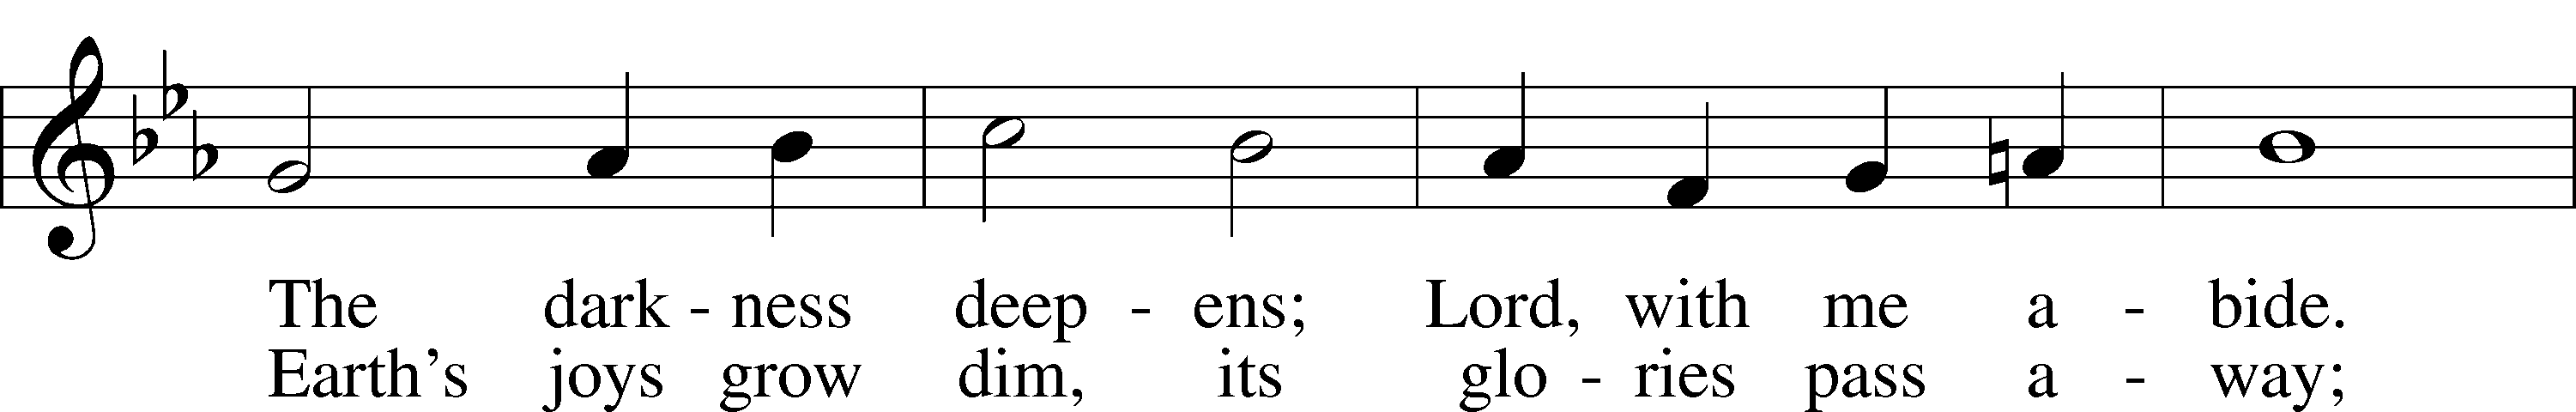 The dark - ness deep - ens; Lord, with me a - bide.
Earth’s joys grow dim, its glo - ries pass a - way;